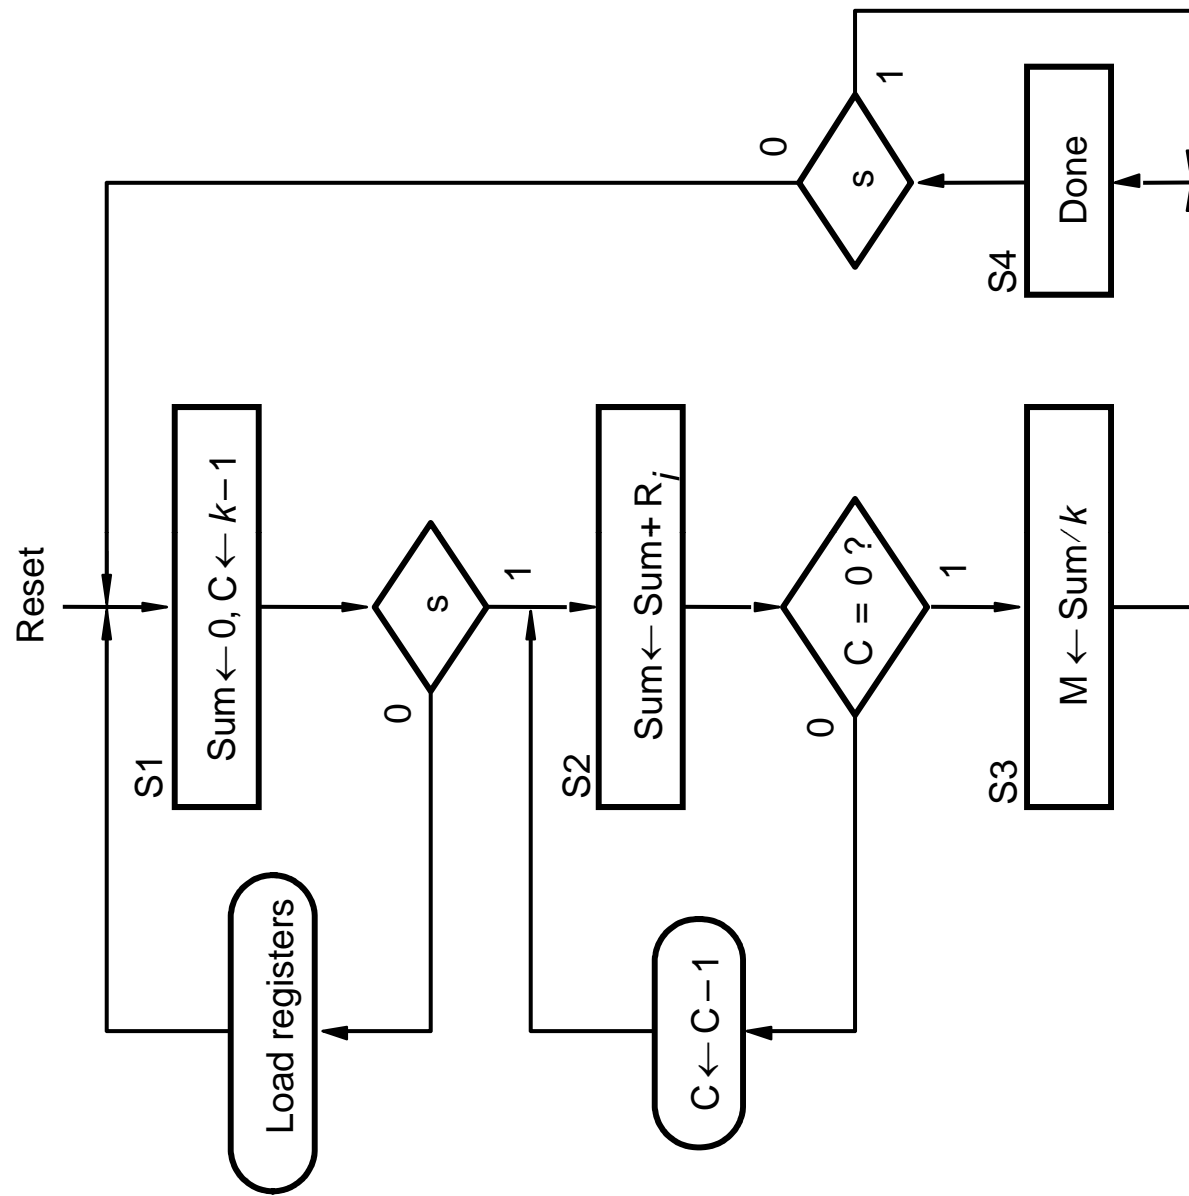 Reset
S1
Sum ← 0, C ← k – 1
Load registers
s
0
1
S2
Sum ← Sum + Rᵢ
C ← C – 1
C = 0 ?
0
1
S3
M ← Sum ⁄ k
S4
Done
s
0
1